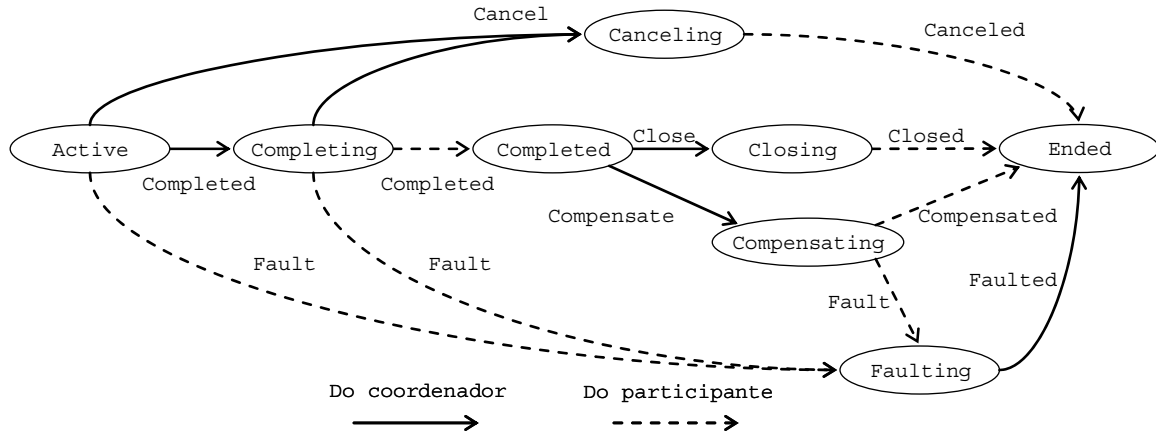 Cancel
Canceling
Canceled
Active
Completing
Completed
Close
Closing
Closed
Ended
Completed
Completed
Compensate
Compensating
Compensated
Fault
Fault
Fault
Faulted
Faulting
Do coordenador
Do participante